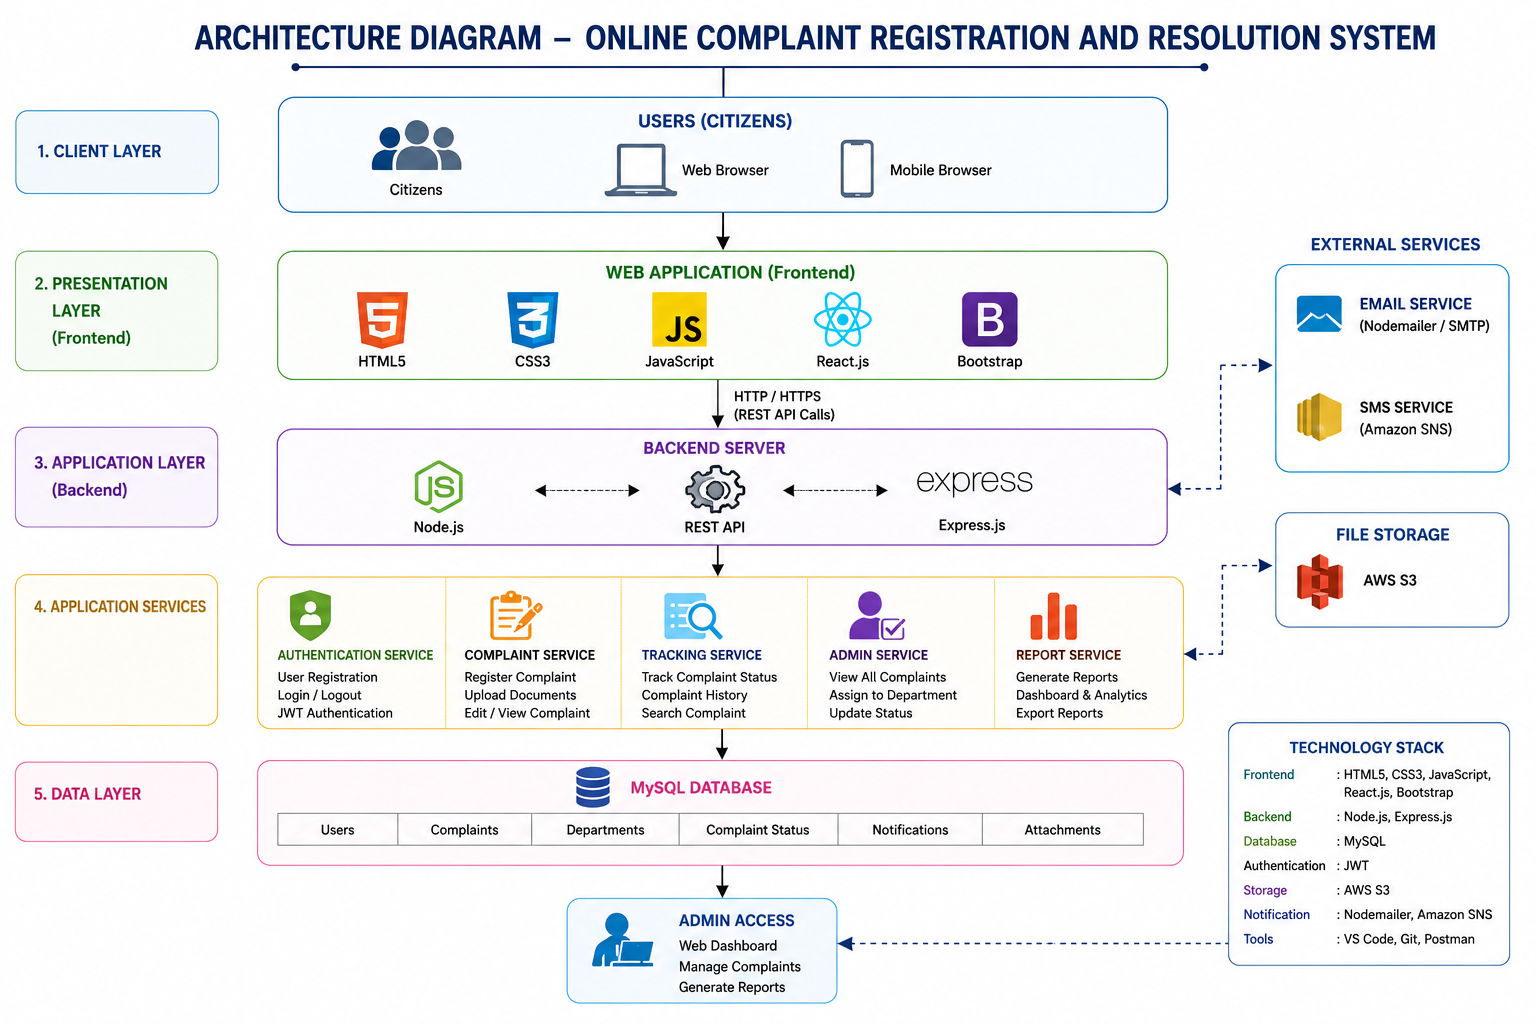 ARCHITECTURE DIAGRAM – ONLINE COMPLAINT REGISTRATION AND RESOLUTION SYSTEM
1. CLIENT LAYER
USERS (CITIZENS)
Citizens
Web Browser
Mobile Browser
2. PRESENTATION
LAYER
(Frontend)
WEB APPLICATION (Frontend)
5
HTML5
3
CSS3
JS
JavaScript
React.js
B
Bootstrap
HTTP / HTTPS
(REST API Calls)
3. APPLICATION LAYER
(Backend)
BACKEND SERVER
JS
Node.js
REST API
express
Express.js
EXTERNAL SERVICES
EMAIL SERVICE
(Nodemailer / SMTP)
SMS SERVICE
(Amazon SNS)
FILE STORAGE
AWS S3
4. APPLICATION SERVICES
AUTHENTICATION SERVICE
User Registration
Login / Logout
JWT Authentication
COMPLAINT SERVICE
Register Complaint
Upload Documents
Edit / View Complaint
TRACKING SERVICE
Track Complaint Status
Complaint History
Search Complaint
ADMIN SERVICE
View All Complaints
Assign to Department
Update Status
REPORT SERVICE
Generate Reports
Dashboard & Analytics
Export Reports
5. DATA LAYER
MySQL DATABASE
Users
Complaints
Departments
Complaint Status
Notifications
Attachments
ADMIN ACCESS
Web Dashboard
Manage Complaints
Generate Reports
TECHNOLOGY STACK
Frontend : HTML5, CSS3, JavaScript,
React.js, Bootstrap
Backend : Node.js, Express.js
Database : MySQL
Authentication : JWT
Storage : AWS S3
Notification : Nodemailer, Amazon SNS
Tools : VS Code, Git, Postman